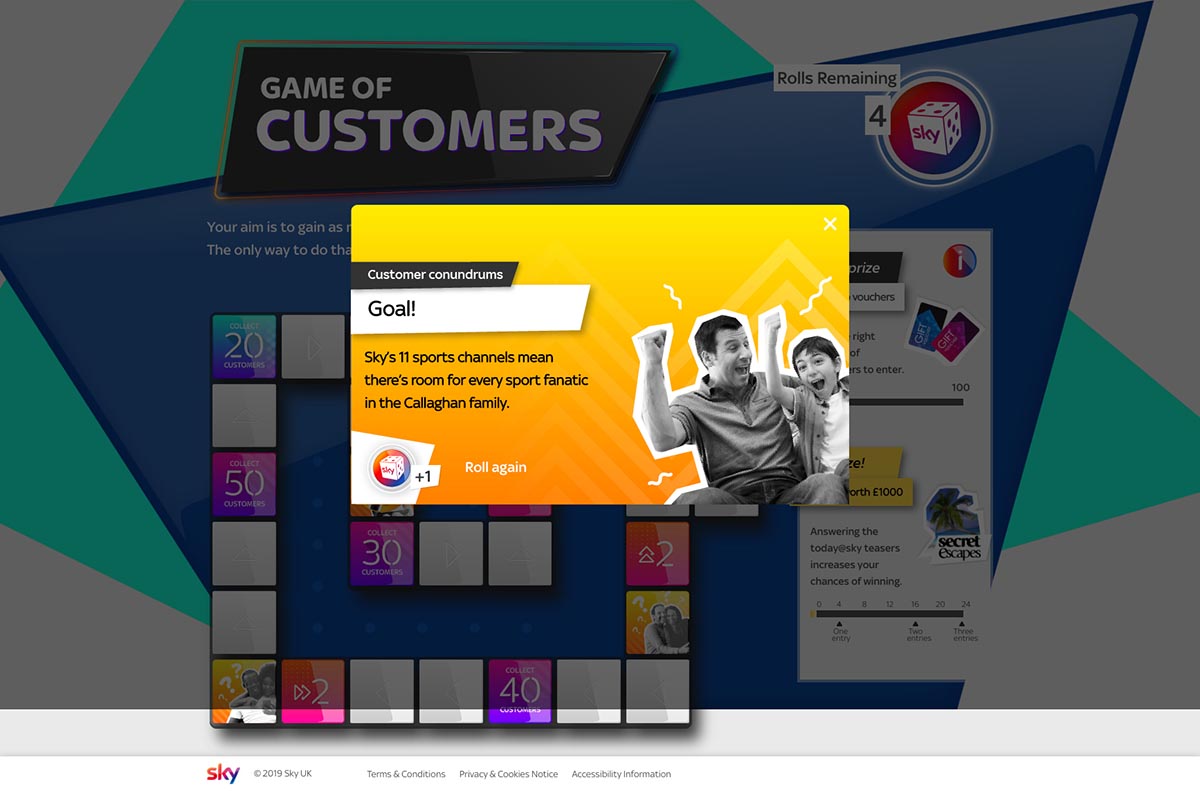 GAME OF
CUSTOMERS
Rolls Remaining
4
sky
Your aim is to gain as
The only way to do
Customer conundrums
Goal!
Sky's 11 sports channels mean
there's room for every sport fanatic
in the Callaghan family.
sky
+1
Roll again
i
vouchers
GIFT
GIFT
right
of
to enter.
100
worth £1000
secret
escapes
Answering the
today@sky teasers
increases your
chances of winning.
0 4 8 12 16 20 24
One
entry
Two
entries
Three
entries
COLLECT
20
CUSTOMERS
COLLECT
50
CUSTOMERS
COLLECT
30
CUSTOMERS
2
2
COLLECT
40
CUSTOMERS
sky
© 2019 Sky UK
Terms & Conditions
Privacy & Cookies Notice
Accessibility Information